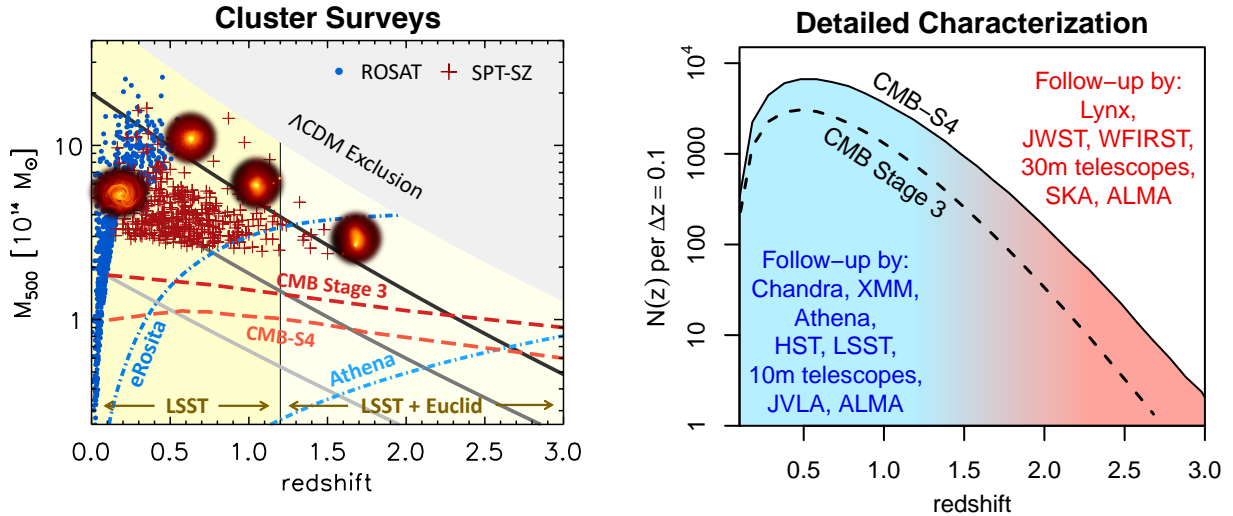 Cluster Surveys
ROSAT
SPT-SZ
ΛCDM Exclusion
CMB Stage 3
CMB-S4
eRosita
Athena
LSST
LSST + Euclid
M500 [10¹⁴ M☉]
10
1
0.0 0.5 1.0 1.5 2.0 2.5 3.0
redshift
Detailed Characterization
CMB−S4
CMB Stage 3
Follow−up by:
Lynx,
JWST, WFIRST,
30m telescopes,
SKA, ALMA
Follow−up by:
Chandra, XMM,
Athena,
HST, LSST,
10m telescopes,
JVLA, ALMA
N(z) per Δz = 0.1
10⁴
1000
100
10
1
0.5 1.0 1.5 2.0 2.5 3.0
redshift